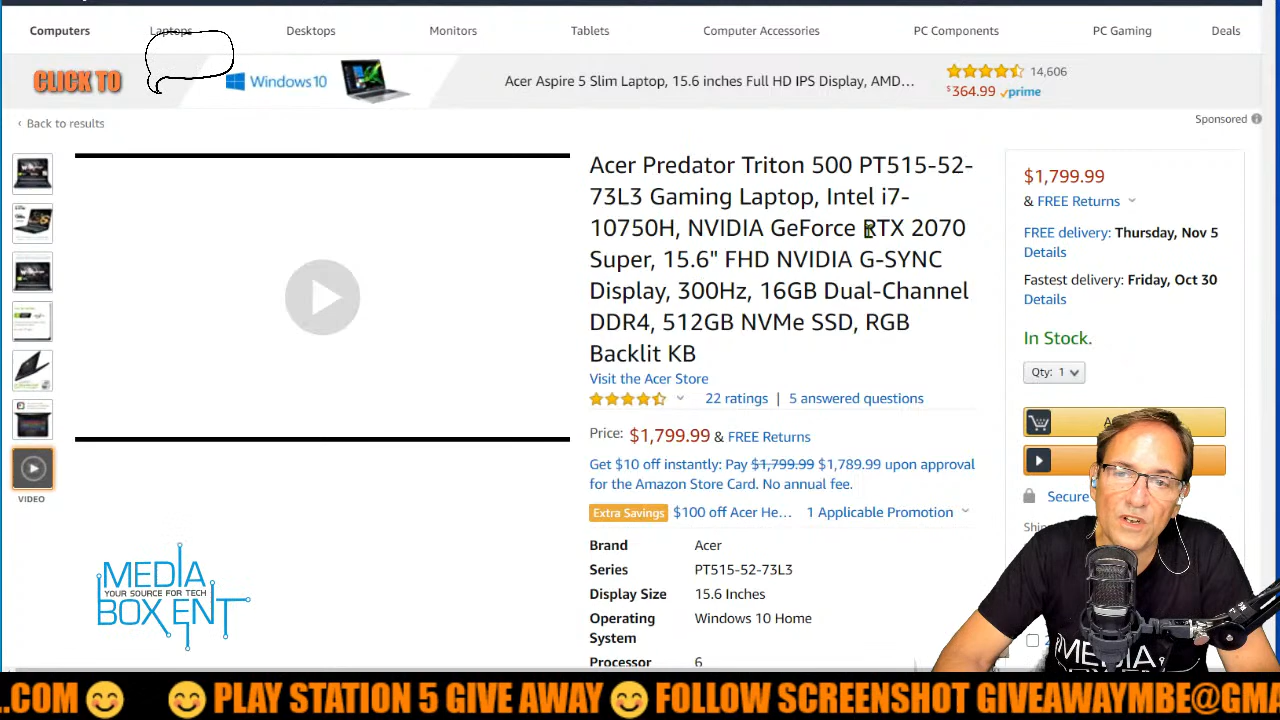 Computers
Laptops
Desktops
Monitors
Tablets
Computer Accessories
PC Components
PC Gaming
Deals
CLICK TO
Windows10
Acer Aspire 5 Slim Laptop, 15.6 inches Full HD IPS Display, AMD...
14,606
$364.99 prime
‹ Back to results
Sponsored
Acer Predator Triton 500 PT515-52-
73L3 Gaming Laptop, Intel i7-
10750H, NVIDIA GeForce RTX 2070
Super, 15.6" FHD NVIDIA G-SYNC
Display, 300Hz, 16GB Dual-Channel
DDR4, 512GB NVMe SSD, RGB
Backlit KB
Visit the Acer Store
22 ratings | 5 answered questions
Price: $1,799.99 & FREE Returns
Get $10 off instantly: Pay $1,799.99 $1,789.99 upon approval
for the Amazon Store Card. No annual fee.
Extra Savings $100 off Acer He... 1 Applicable Promotion
Brand Acer
Series PT515-52-73L3
Display Size 15.6 Inches
Operating Windows 10 Home
System
Processor 6
$1,799.99
& FREE Returns
FREE delivery: Thursday, Nov 5
Details
Fastest delivery: Friday, Oct 30
Details
In Stock.
Qty: 1
Secure
VIDEO
MEDIA
YOUR SOURCE FOR TECH
BOX ENT
MEDIA
.COM 😊 😊 PLAY STATION 5 GIVE AWAY 😊 FOLLOW SCREENSHOT GIVEAWAYMBE@GMA